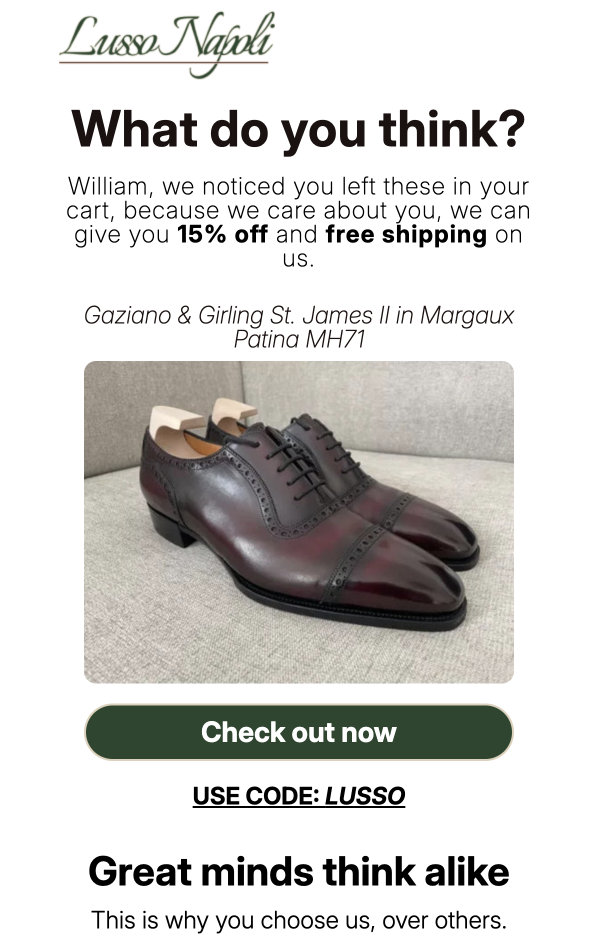 Lusso Napoli
What do you think?
William, we noticed you left these in your
cart, because we care about you, we can
give you 15% off and free shipping on
us.
Gaziano & Girling St. James II in Margaux
Patina MH71
Check out now
USE CODE: LUSSO
Great minds think alike
This is why you choose us, over others.